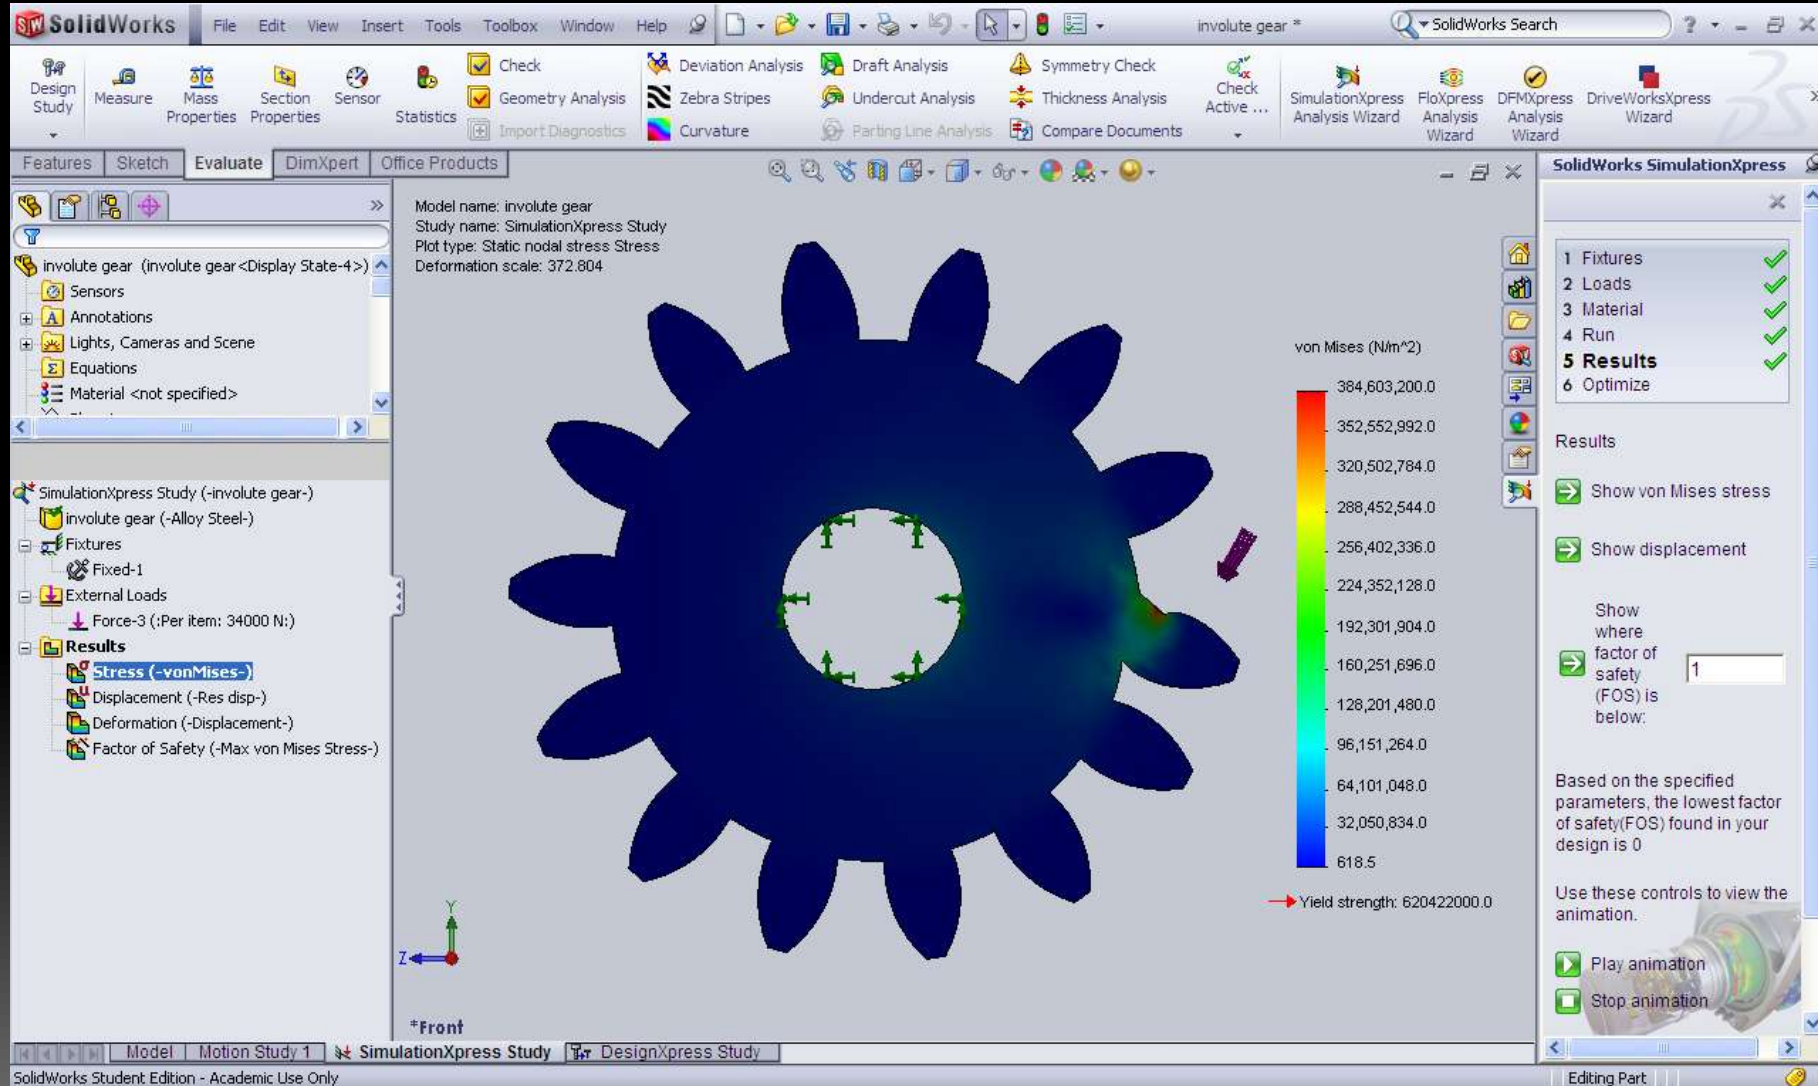 SolidWorks File Edit View Insert Tools Toolbox Window Help involute gear * SolidWorks Search ?
Design Study
Measure
Mass Properties
Section Properties
Sensor
Statistics
Check
Geometry Analysis
Import Diagnostics
Deviation Analysis
Zebra Stripes
Curvature
Draft Analysis
Undercut Analysis
Parting Line Analysis
Symmetry Check
Thickness Analysis
Compare Documents
Check Active ...
SimulationXpress Analysis Wizard
FloXpress Analysis Wizard
DFMXpress Analysis Wizard
DriveWorksXpress Wizard
Features Sketch Evaluate DimXpert Office Products
involute gear (involute gear<Display State-4>)
Sensors
Annotations
Lights, Cameras and Scene
Equations
Material <not specified>
SimulationXpress Study (-involute gear-)
involute gear (-Alloy Steel-)
Fixtures
Fixed-1
External Loads
Force-3 (:Per item: 34000 N:)
Results
Stress (-vonMises-)
Displacement (-Res disp-)
Deformation (-Displacement-)
Factor of Safety (-Max von Mises Stress-)
Model name: involute gear
Study name: SimulationXpress Study
Plot type: Static nodal stress Stress
Deformation scale: 372.804
von Mises (N/m^2)
384,603,200.0
352,552,992.0
320,502,784.0
288,452,544.0
256,402,336.0
224,352,128.0
192,301,904.0
160,251,696.0
128,201,480.0
96,151,264.0
64,101,048.0
32,050,834.0
618.5
Yield strength: 620422000.0
Y
Z
*Front
SolidWorks SimulationXpress
1 Fixtures
2 Loads
3 Material
4 Run
5 Results
6 Optimize
Results
Show von Mises stress
Show displacement
Show
where
factor of
safety
(FOS) is
below:
1
Based on the specified
parameters, the lowest factor
of safety(FOS) found in your
design is 0
Use these controls to view the
animation.
Play animation
Stop animation
Model Motion Study 1 SimulationXpress Study DesignXpress Study
SolidWorks Student Edition - Academic Use Only
Editing Part